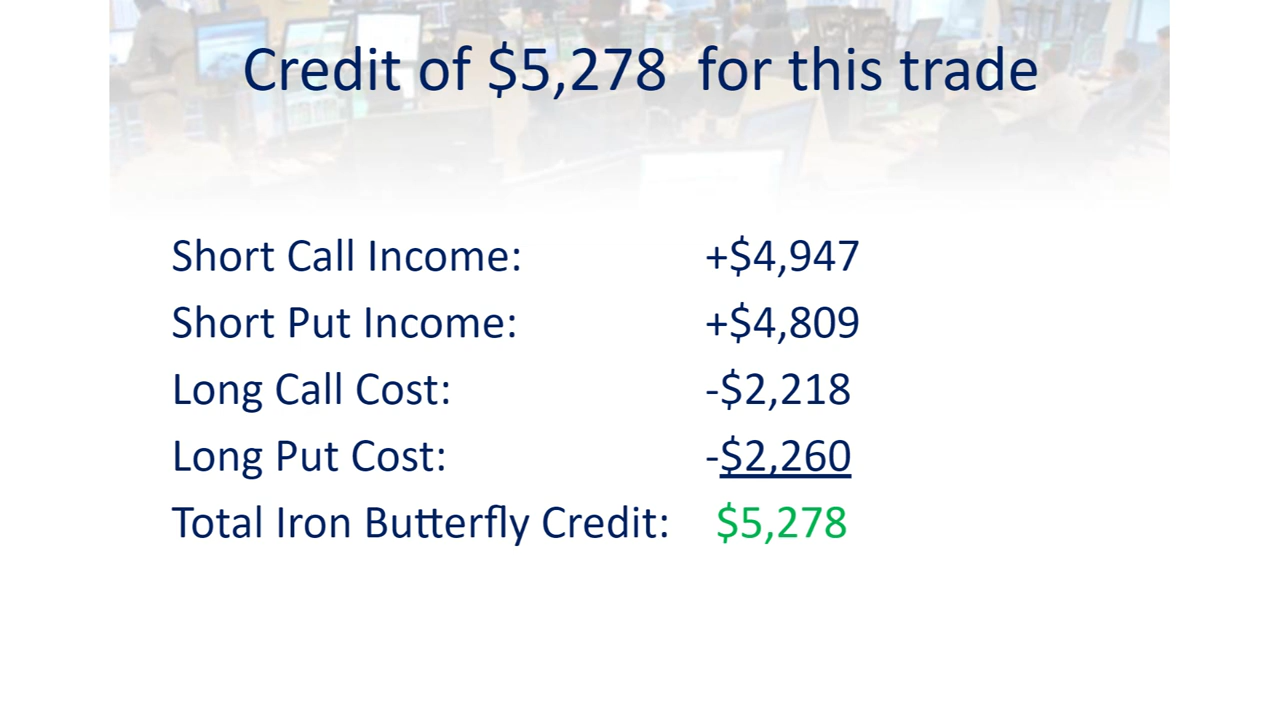 Credit of $5,278 for this trade
Short Call Income: +$4,947
Short Put Income: +$4,809
Long Call Cost: -$2,218
Long Put Cost: -$2,260
Total Iron Butterfly Credit: $5,278